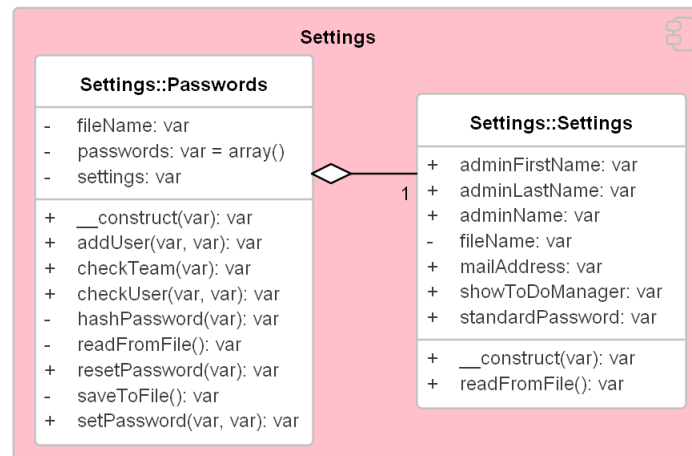 Settings
Settings::Passwords
- fileName: var
- passwords: var = array()
- settings: var
+ __construct(var): var
+ addUser(var, var): var
+ checkTeam(var): var
+ checkUser(var, var): var
- hashPassword(var): var
- readFromFile(): var
+ resetPassword(var): var
- saveToFile(): var
+ setPassword(var, var): var
1
Settings::Settings
+ adminFirstName: var
+ adminLastName: var
+ adminName: var
- fileName: var
+ mailAddress: var
+ showToDoManager: var
+ standardPassword: var
+ __construct(var): var
+ readFromFile(): var